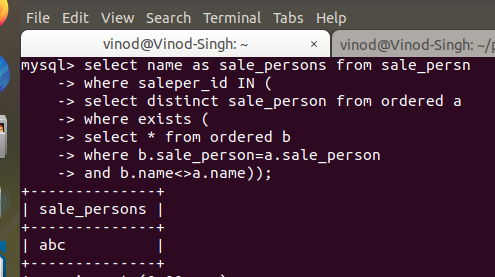 File Edit View Search Terminal Tabs Help
vinod@Vinod-Singh: ~ × vinod@Vinod-Singh: ~/p
mysql> select name as sale_persons from sale_persn
-> where saleper_id IN (
-> select distinct sale_person from ordered a
-> where exists (
-> select * from ordered b
-> where b.sale_person=a.sale_person
-> and b.name<>a.name));
+--------------+
| sale_persons |
+--------------+
| abc |
+--------------+